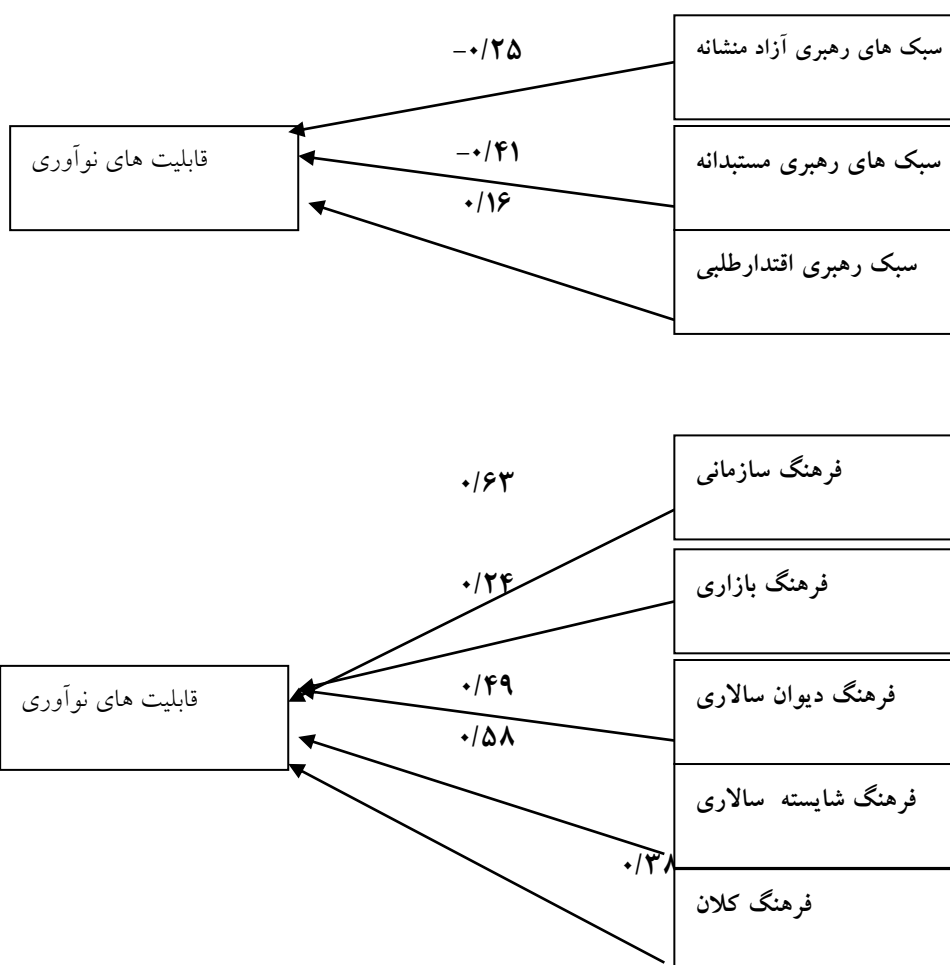 سبک های رهبری آزاد منشانه
-۰/۲۵
سبک های رهبری مستبدانه
-۰/۴۱
قابلیت های نوآوری
۰/۱۶
سبک رهبری اقتدارطلبی
فرهنگ سازمانی
۰/۶۳
فرهنگ بازاری
۰/۲۴
فرهنگ دیوان سالاری
۰/۴۹
قابلیت های نوآوری
۰/۵۸
فرهنگ شایسته سالاری
۰/۳۸
فرهنگ کلان